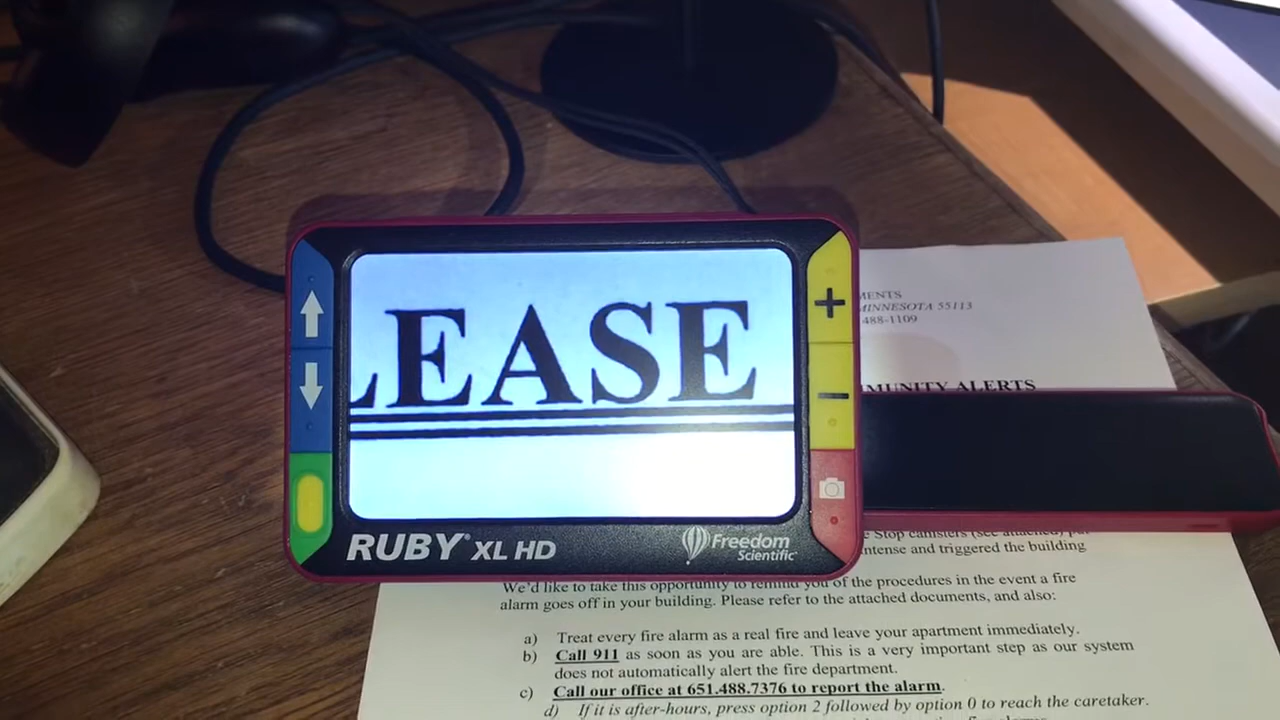 MENTS
MINNESOTA 55113
488-1109
MUNITY ALERTS
LEASE
+
−
RUBY® XL HD
Freedom
Scientific
e Stop canisters (see attached)
ntense and triggered the building
We'd like to take this opportunity to remind you of the procedures in the event a fire
alarm goes off in your building. Please refer to the attached documents, and also:
a) Treat every fire alarm as a real fire and leave your apartment immediately.
b) Call 911 as soon as you are able. This is a very important step as our system
does not automatically alert the fire department.
c) Call our office at 651.488.7376 to report the alarm.
d) If it is after-hours, press option 2 followed by option 0 to reach the caretaker.